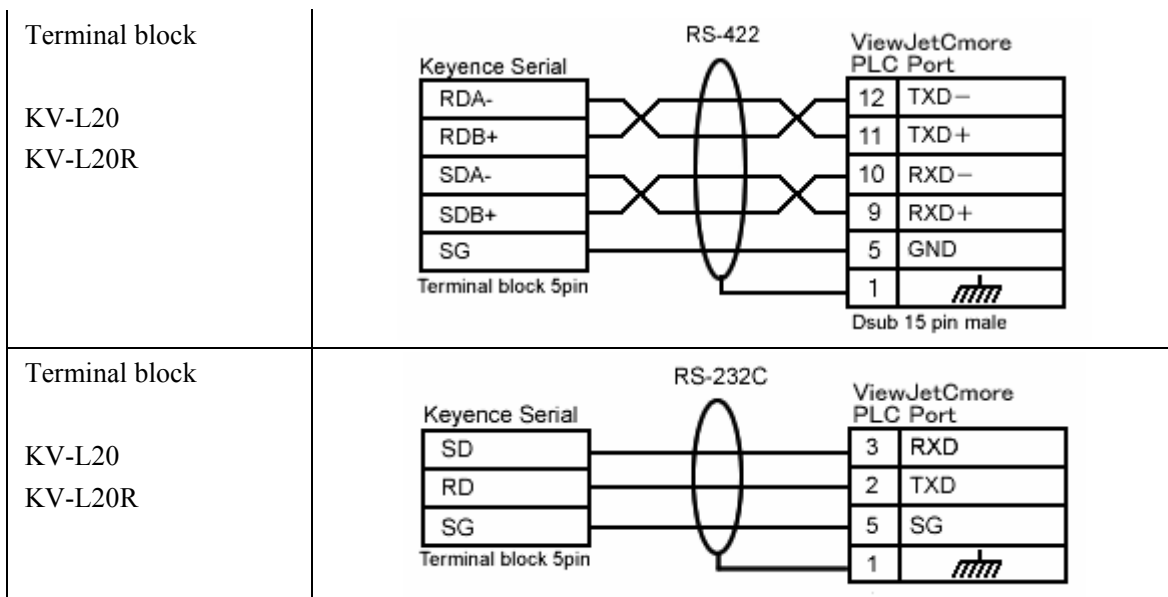 Terminal block
KV-L20
KV-L20R
RS-422
Keyence Serial
ViewJetCmore
PLC Port
RDA- 12 TXD－
RDB+ 11 TXD＋
SDA- 10 RXD－
SDB+ 9 RXD＋
SG 5 GND
1
Terminal block 5pin
Dsub 15 pin male
Terminal block
KV-L20
KV-L20R
RS-232C
Keyence Serial
ViewJetCmore
PLC Port
SD 3 RXD
RD 2 TXD
SG 5 SG
1
Terminal block 5pin